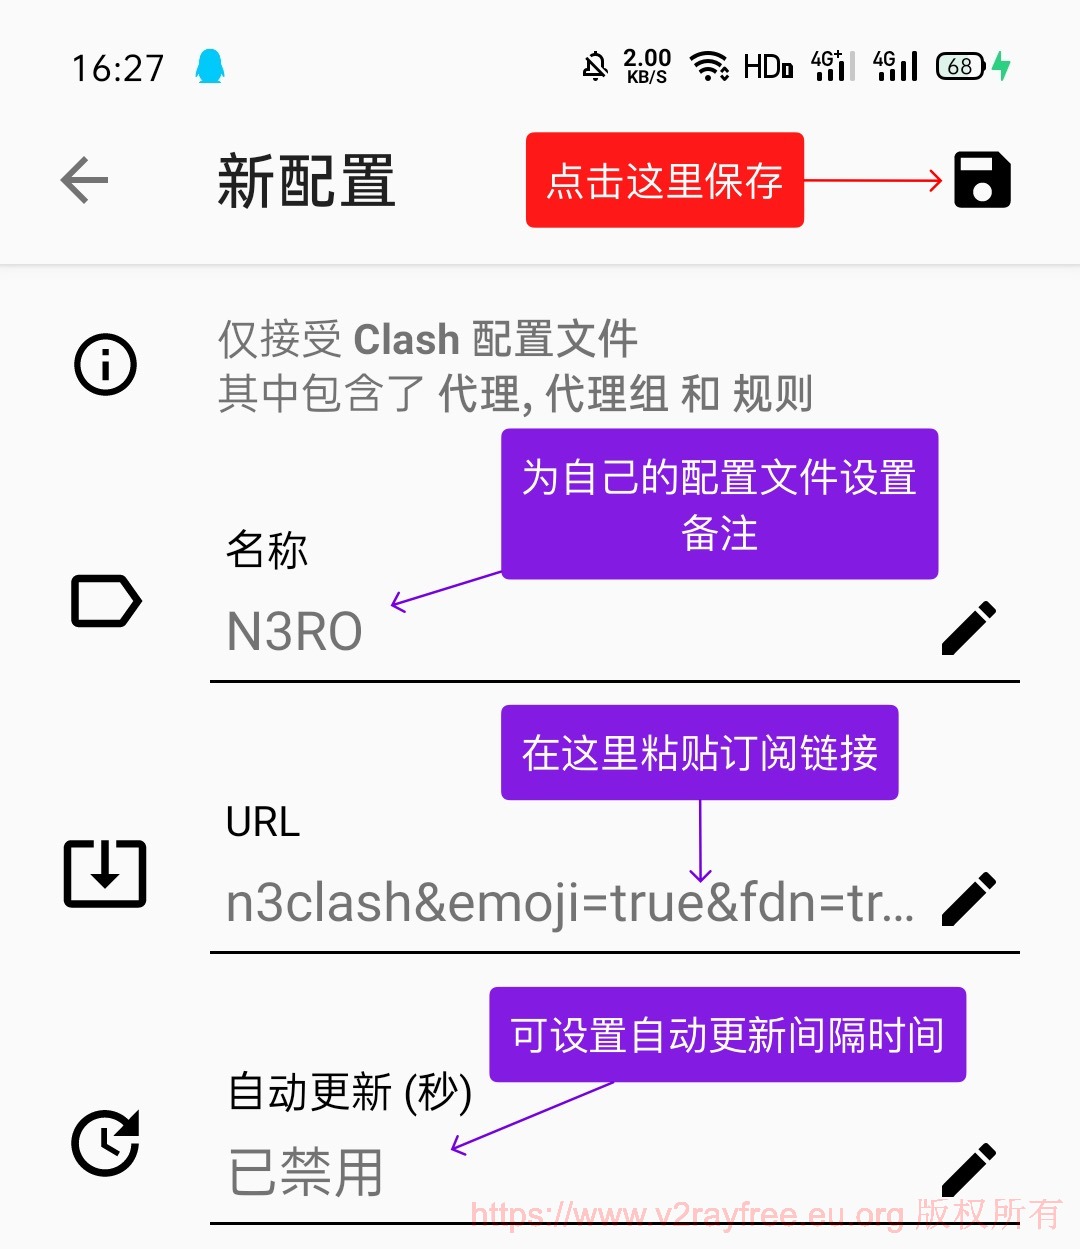 16:27
2.00
KB/S
HD
4G+
4G
68
新配置
点击这里保存
仅接受 Clash 配置文件
其中包含了 代理, 代理组 和 规则
为自己的配置文件设置
备注
名称
N3RO
在这里粘贴订阅链接
URL
n3clash&emoji=true&fdn=tr...
可设置自动更新间隔时间
自动更新 (秒)
已禁用
https://www.v2rayfree.eu.org 版权所有